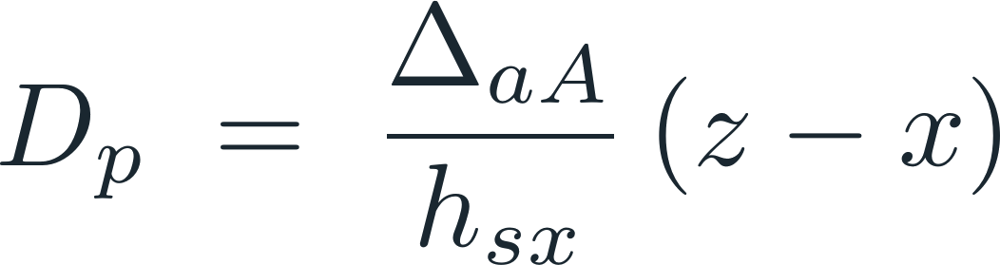 D_p = \frac{\Delta_{aA}}{h_{sx}} (z - x)